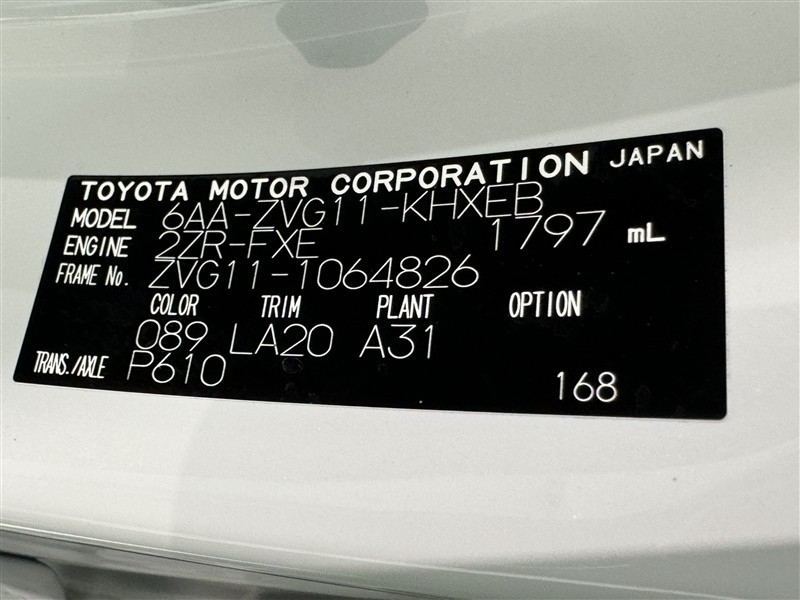 TOYOTA MOTOR CORPORATION JAPAN
MODEL 6AA-ZVG11-KHXEB
ENGINE 2ZR-FXE 1797 mL
FRAME No. ZVG11-1064826
COLOR TRIM PLANT OPTION
089 LA20 A31
TRANS./AXLE P610 168